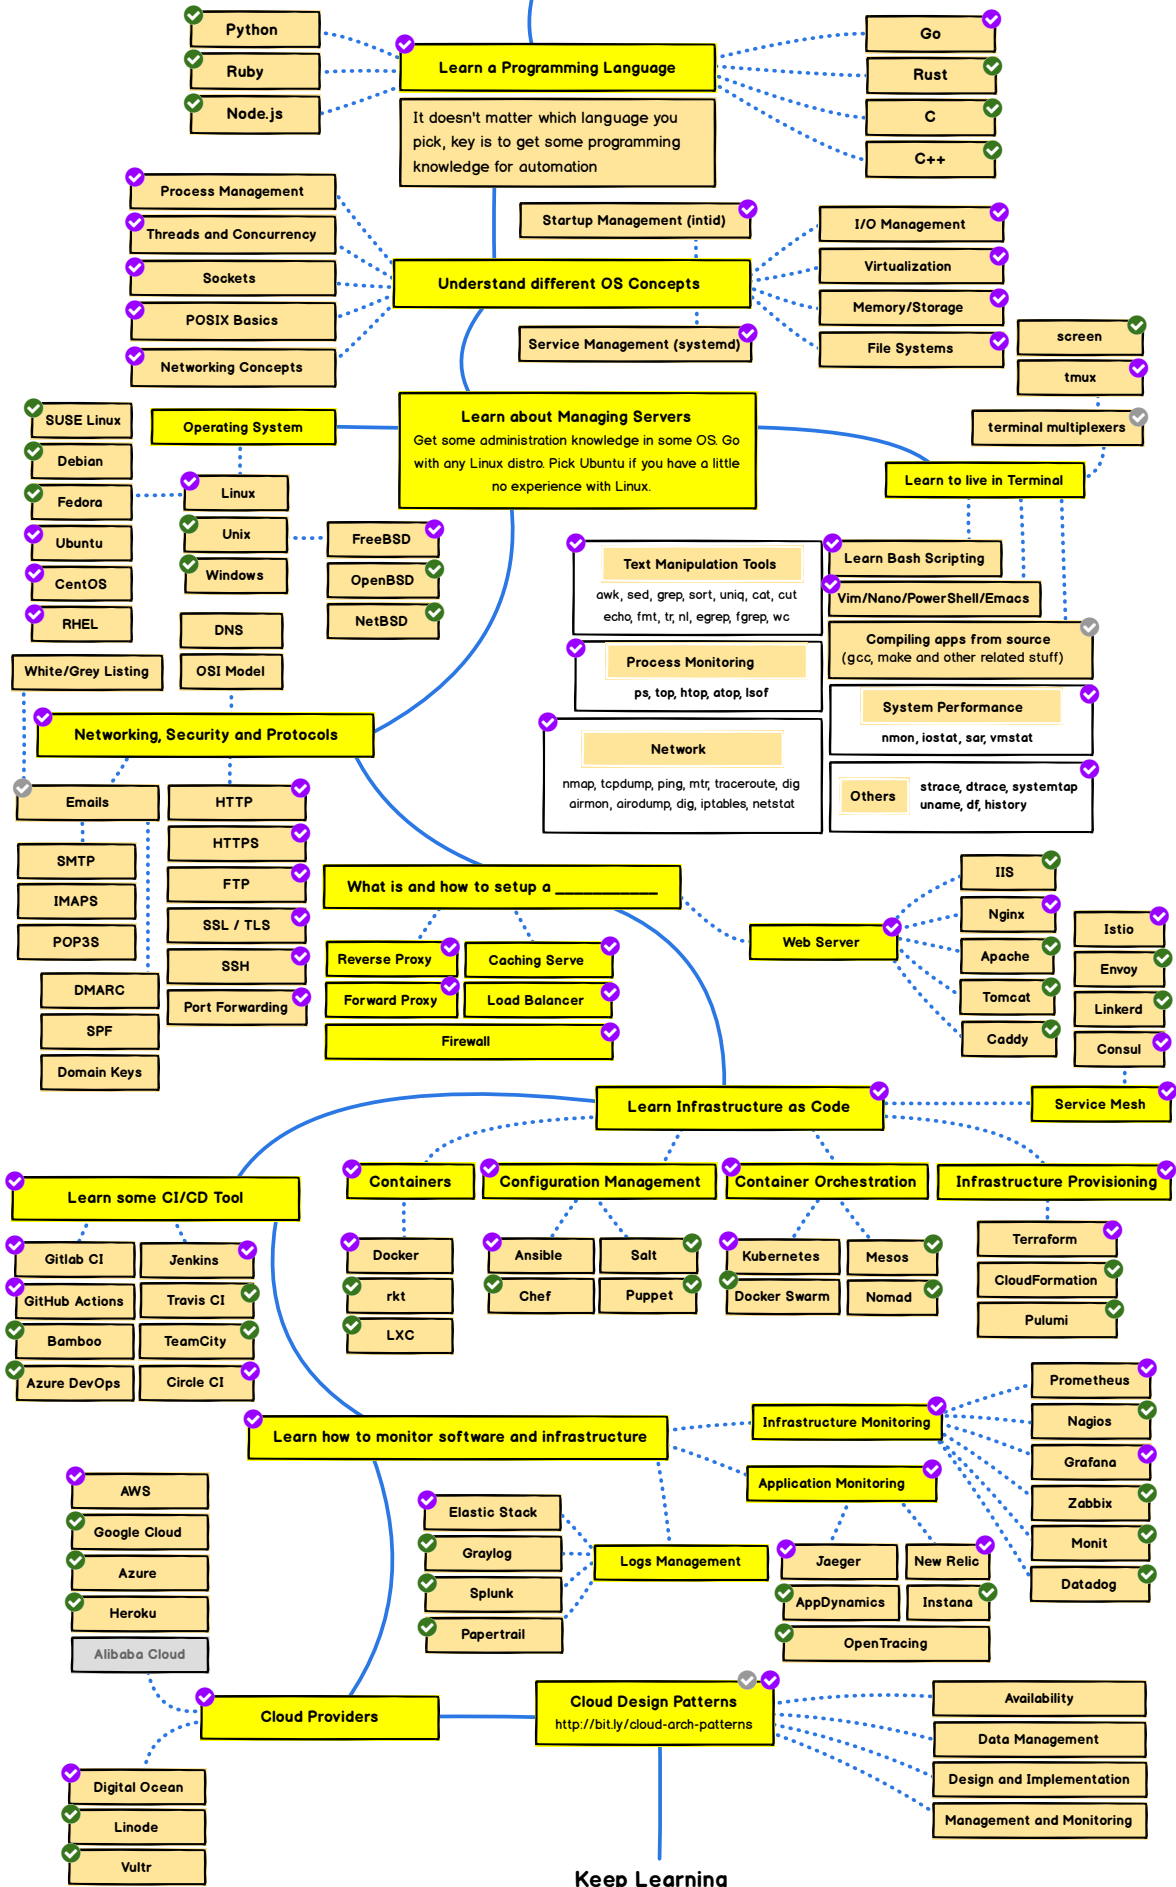 Python
Ruby
Node.js
Learn a Programming Language
It doesn't matter which language you
pick, key is to get some programming
knowledge for automation
Go
Rust
C
C++
Process Management
Threads and Concurrency
Sockets
POSIX Basics
Networking Concepts
Startup Management (intid)
Understand different OS Concepts
Service Management (systemd)
I/O Management
Virtualization
Memory/Storage
File Systems
screen
tmux
terminal multiplexers
Learn to live in Terminal
Learn about Managing Servers
Get some administration knowledge in some OS. Go
with any Linux distro. Pick Ubuntu if you have a little
no experience with Linux.
Operating System
SUSE Linux
Debian
Fedora
Ubuntu
CentOS
RHEL
Linux
Unix
Windows
FreeBSD
OpenBSD
NetBSD
Text Manipulation Tools
awk, sed, grep, sort, uniq, cat, cut
echo, fmt, tr, nl, egrep, fgrep, wc
Process Monitoring
ps, top, htop, atop, lsof
Network
nmap, tcpdump, ping, mtr, traceroute, dig
airmon, airodump, dig, iptables, netstat
Learn Bash Scripting
Vim/Nano/PowerShell/Emacs
Compiling apps from source
(gcc, make and other related stuff)
System Performance
nmon, iostat, sar, vmstat
Others
strace, dtrace, systemtap
uname, df, history
DNS
OSI Model
White/Grey Listing
Networking, Security and Protocols
Emails
SMTP
IMAPS
POP3S
DMARC
SPF
Domain Keys
HTTP
HTTPS
FTP
SSL / TLS
SSH
Port Forwarding
What is and how to setup a ___________
Reverse Proxy
Caching Serve
Forward Proxy
Load Balancer
Firewall
Web Server
IIS
Nginx
Apache
Tomcat
Caddy
Istio
Envoy
Linkerd
Consul
Service Mesh
Learn Infrastructure as Code
Containers
Docker
rkt
LXC
Configuration Management
Ansible
Salt
Chef
Puppet
Container Orchestration
Kubernetes
Mesos
Docker Swarm
Nomad
Infrastructure Provisioning
Terraform
CloudFormation
Pulumi
Learn some CI/CD Tool
Gitlab CI
Jenkins
GitHub Actions
Travis CI
Bamboo
TeamCity
Azure DevOps
Circle CI
Learn how to monitor software and infrastructure
Infrastructure Monitoring
Prometheus
Nagios
Grafana
Zabbix
Monit
Datadog
Application Monitoring
Jaeger
New Relic
AppDynamics
Instana
OpenTracing
Logs Management
Elastic Stack
Graylog
Splunk
Papertrail
AWS
Google Cloud
Azure
Heroku
Alibaba Cloud
Cloud Providers
Digital Ocean
Linode
Vultr
Cloud Design Patterns
http://bit.ly/cloud-arch-patterns
Availability
Data Management
Design and Implementation
Management and Monitoring
Keep Learning